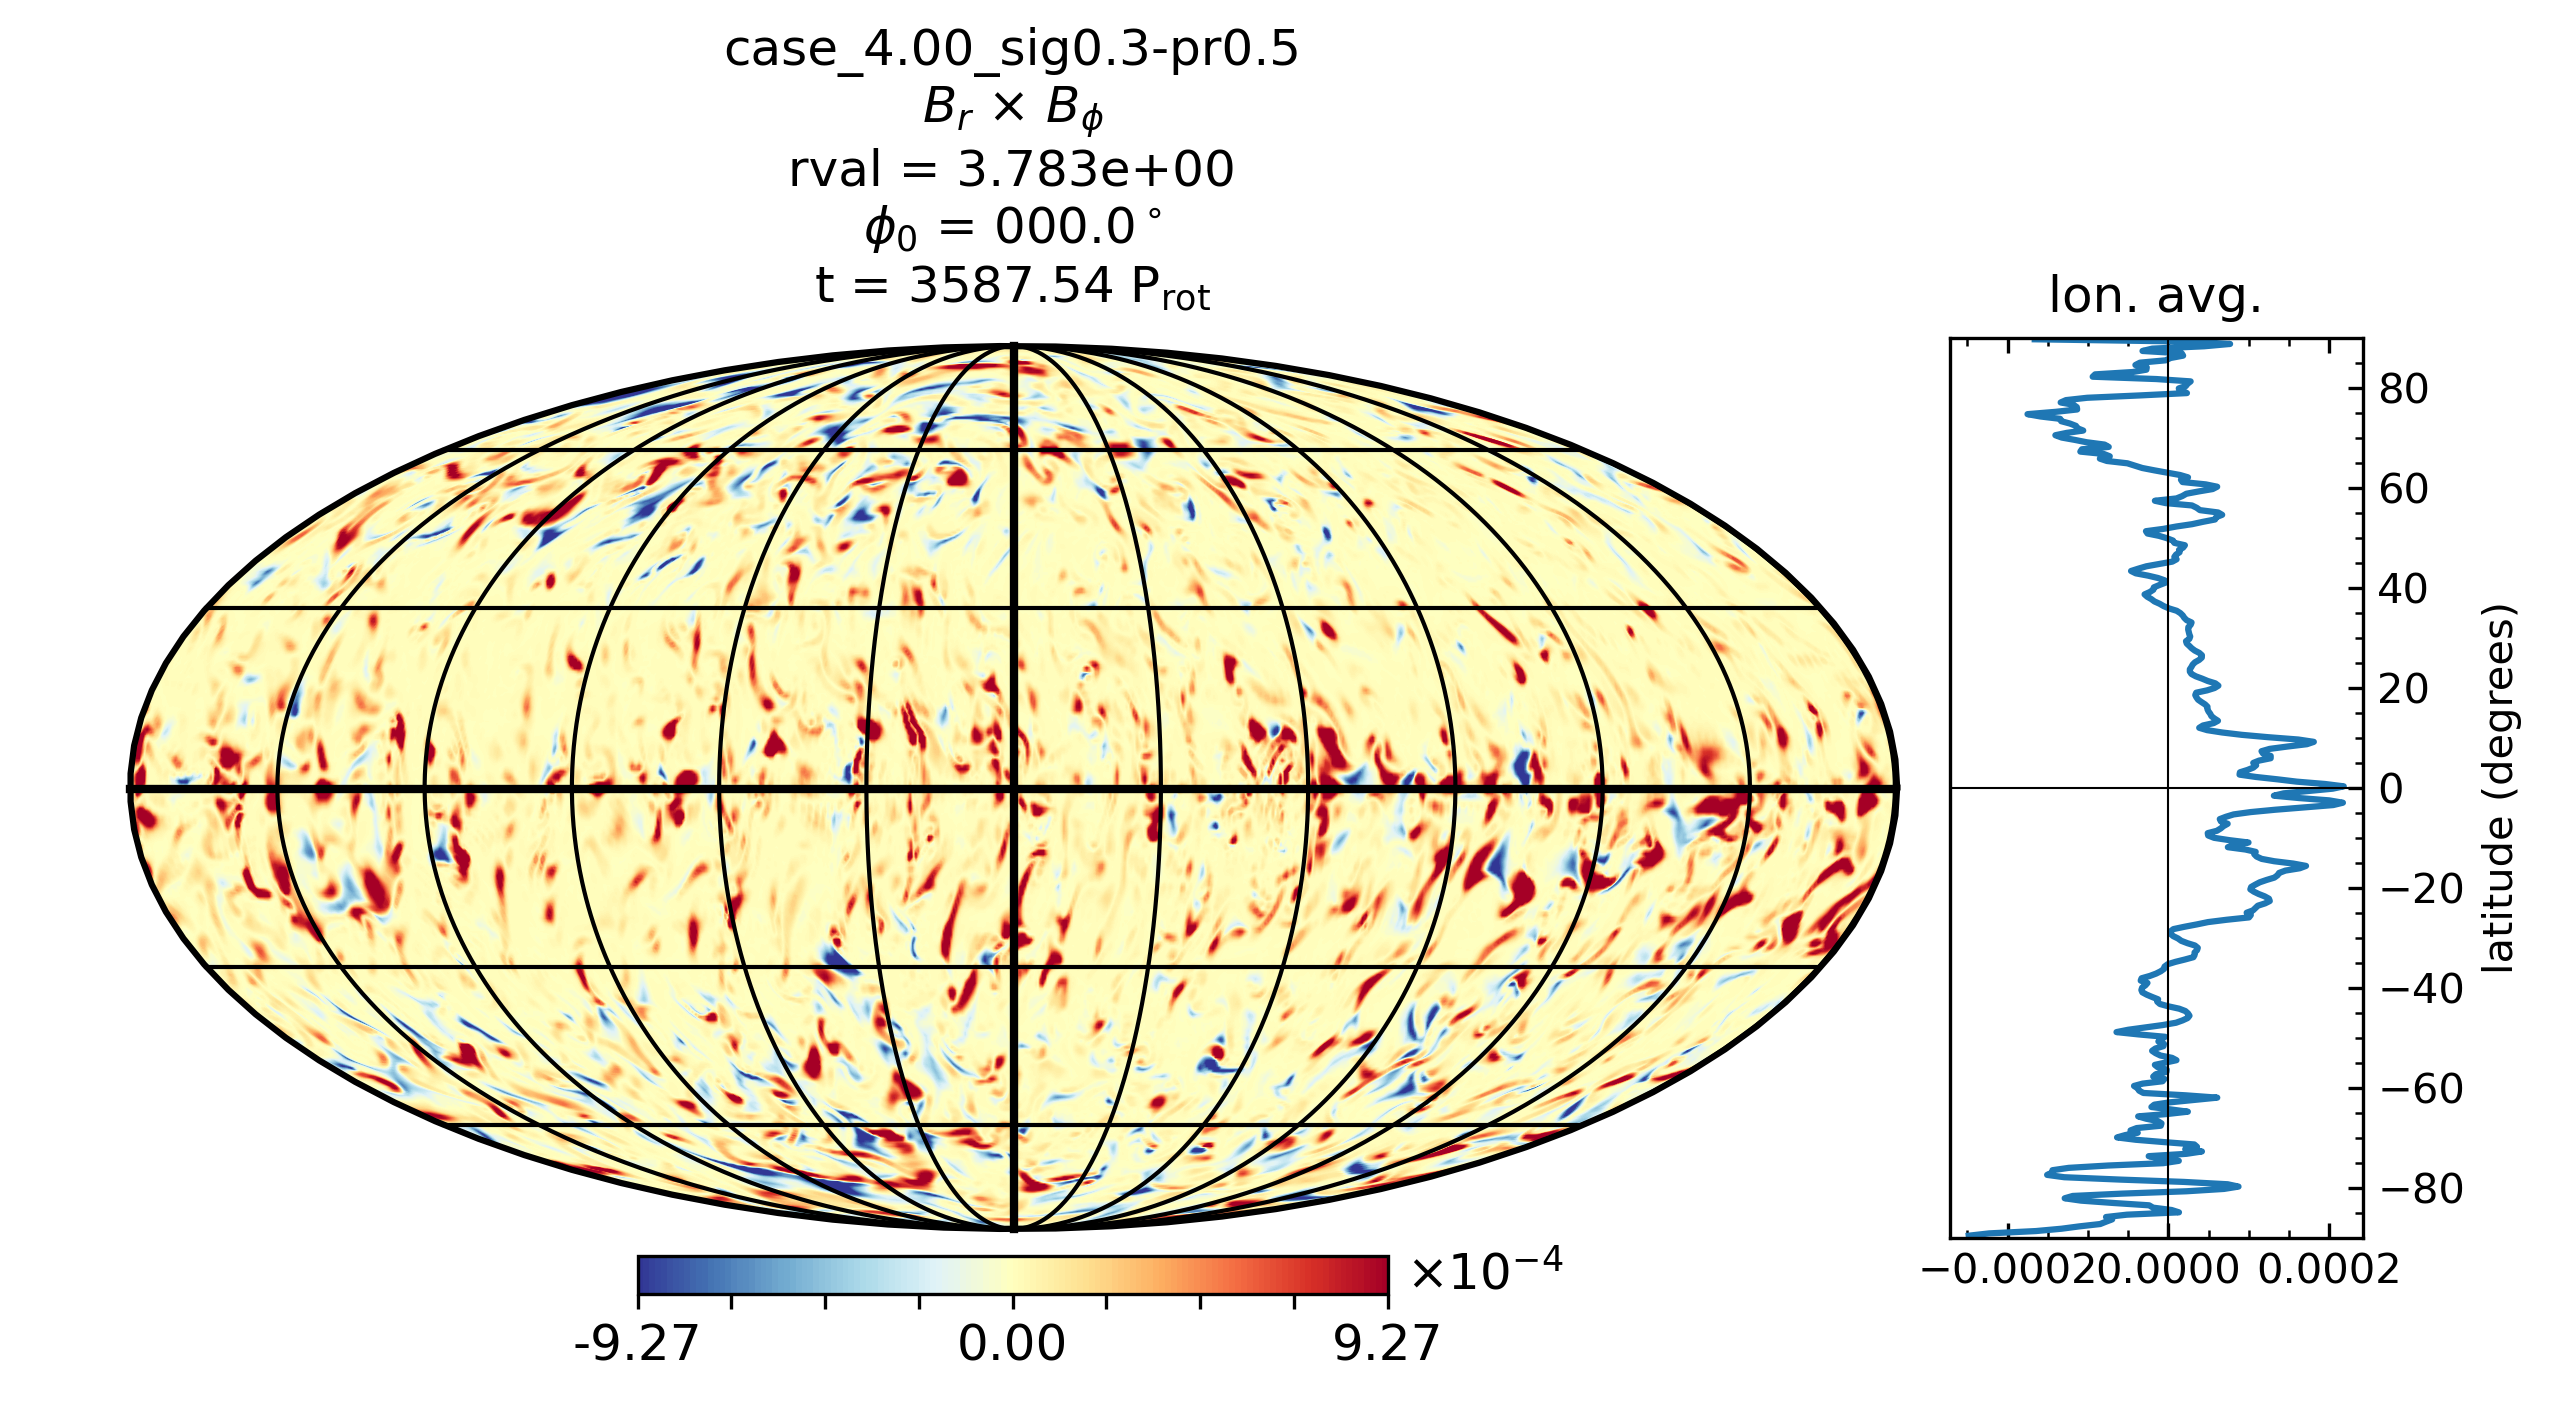 case_4.00_sig0.3-pr0.5
B_r × B_ϕ
rval = 3.783e+00
ϕ_0 = 000.0°
t = 3587.54 P_rot
lon. avg.
80
60
40
20
0
−20
−40
−60
−80
latitude (degrees)
−0.0002 0.0000 0.0002
×10^−4
-9.27 0.00 9.27